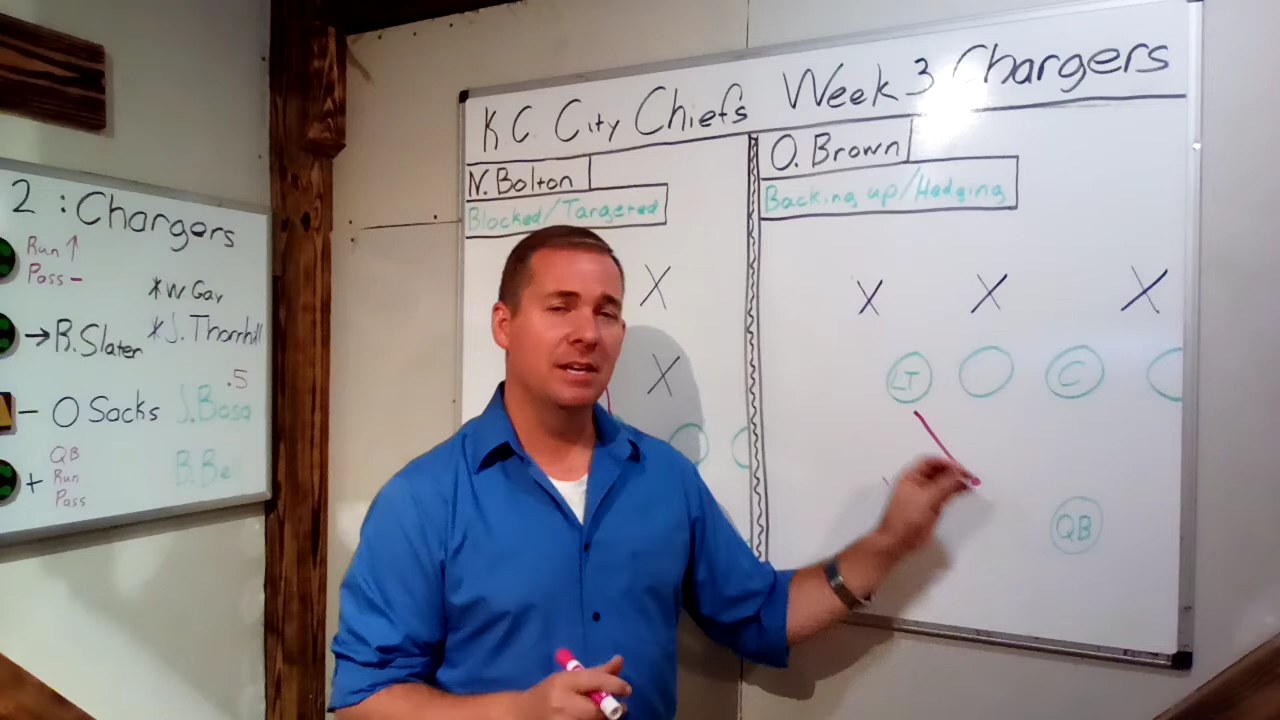 2 : Chargers
Run ↑
Pass -
* W Gay
→ R. Slater
* J. Thornhill
.5
- 0 Sacks
J. Bosa
+
QB
Run
Pass
B. Be
KC City Chiefs Week 3 Chargers
N. Bolton
Blocked/Targeted
X
X
O. Brown
Backing up/Hedging
X X X
LT C
QB